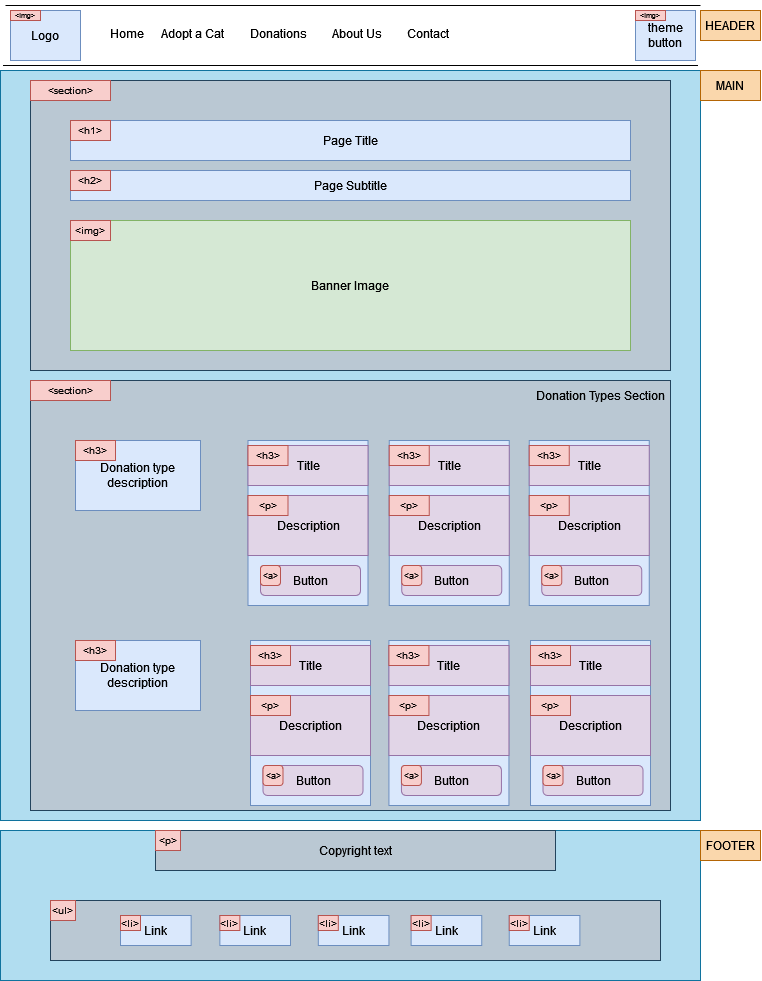 <img>
Logo
Home
Adopt a Cat
Donations
About Us
Contact
<img>
theme
button
HEADER
MAIN
<section>
<h1>
Page Title
<h2>
Page Subtitle
<img>
Banner Image
<section>
Donation Types Section
<h3>
Donation type
description
<h3>
Title
<p>
Description
<a>
Button
<h3>
Title
<p>
Description
<a>
Button
<h3>
Title
<p>
Description
<a>
Button
<h3>
Donation type
description
<h3>
Title
<p>
Description
<a>
Button
<h3>
Title
<p>
Description
<a>
Button
<h3>
Title
<p>
Description
<a>
Button
<p>
Copyright text
FOOTER
<ul>
<li>
Link
<li>
Link
<li>
Link
<li>
Link
<li>
Link